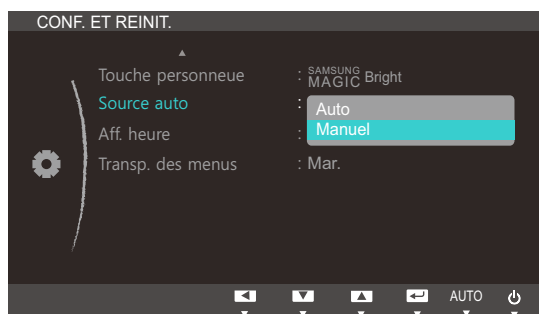 CONF. ET REINIT.
Touche personneue : SAMSUNG MAGIC Bright
Source auto :
Auto
Manuel
Aff. heure :
Transp. des menus : Mar.
AUTO